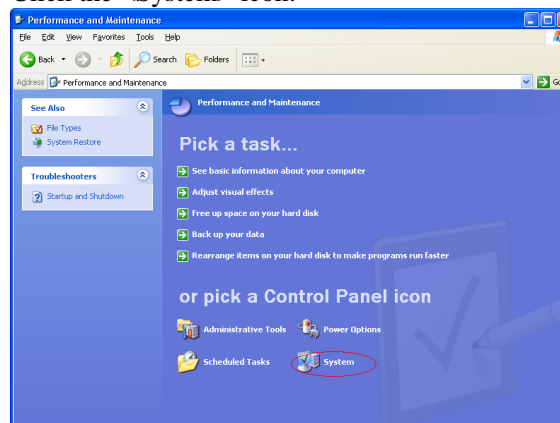 Click the "System" icon.
Performance and Maintenance
File Edit View Favorites Tools Help
Back Search Folders
Address Performance and Maintenance
See Also
File Types
System Restore
Troubleshooters
Startup and Shutdown
Performance and Maintenance
Pick a task...
See basic information about your computer
Adjust visual effects
Free up space on your hard disk
Back up your data
Rearrange items on your hard disk to make programs run faster
or pick a Control Panel icon
Administrative Tools Power Options
Scheduled Tasks System